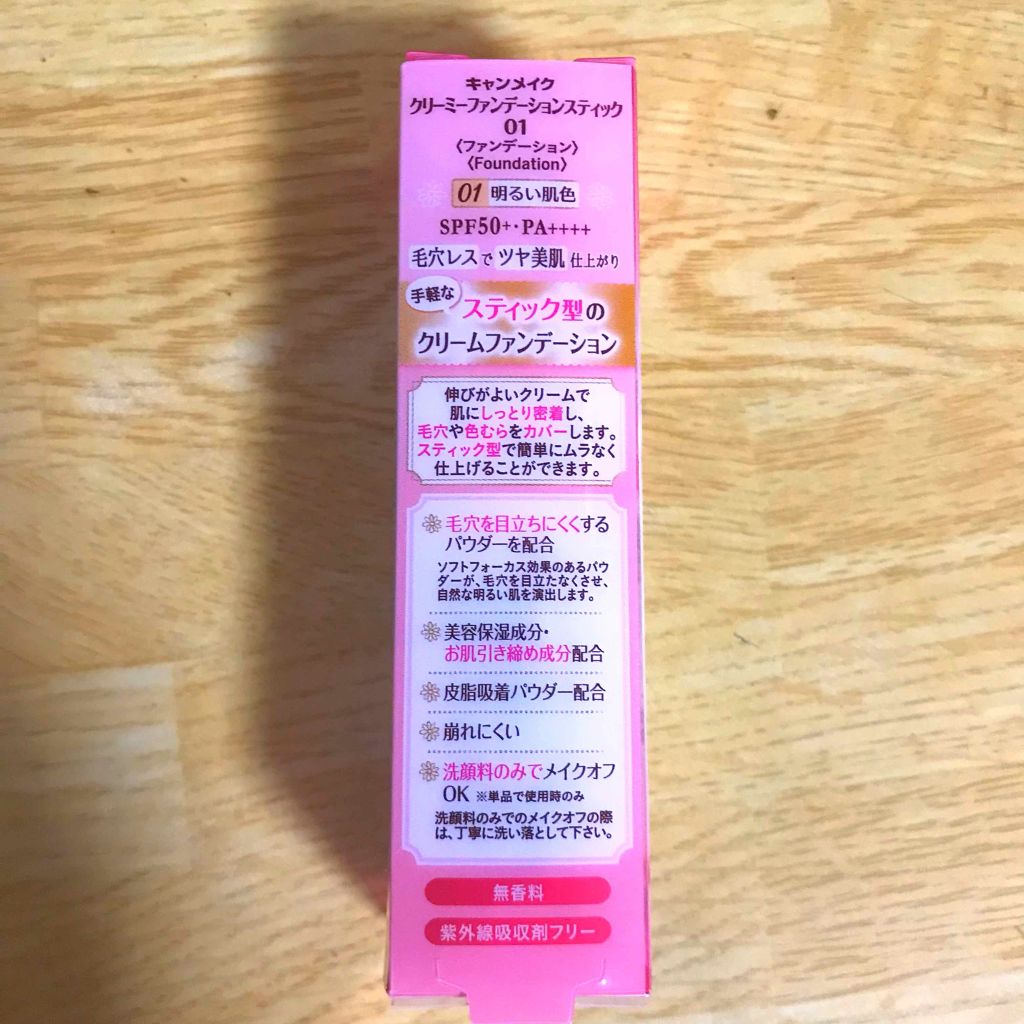 キャンメイク
クリーミーファンデーションスティック
01
〈ファンデーション〉
〈Foundation〉
01 明るい肌色
SPF50+・PA++++
毛穴レスでツヤ美肌仕上がり
手軽な
スティック型の
クリームファンデーション
伸びがよいクリームで
肌にしっとり密着し、
毛穴や色むらをカバーします。
スティック型で簡単にムラなく
仕上げることができます。
毛穴を目立ちにくくする
パウダーを配合
ソフトフォーカス効果のあるパウ
ダーが、毛穴を目立たなくさせ、
自然な明るい肌を演出します。
美容保湿成分・
お肌引き締め成分配合
皮脂吸着パウダー配合
崩れにくい
洗顔料のみでメイクオフ
OK ※単品で使用時のみ
洗顔料のみでのメイクオフの際
は、丁寧に洗い落として下さい。
無香料
紫外線吸収剤フリー